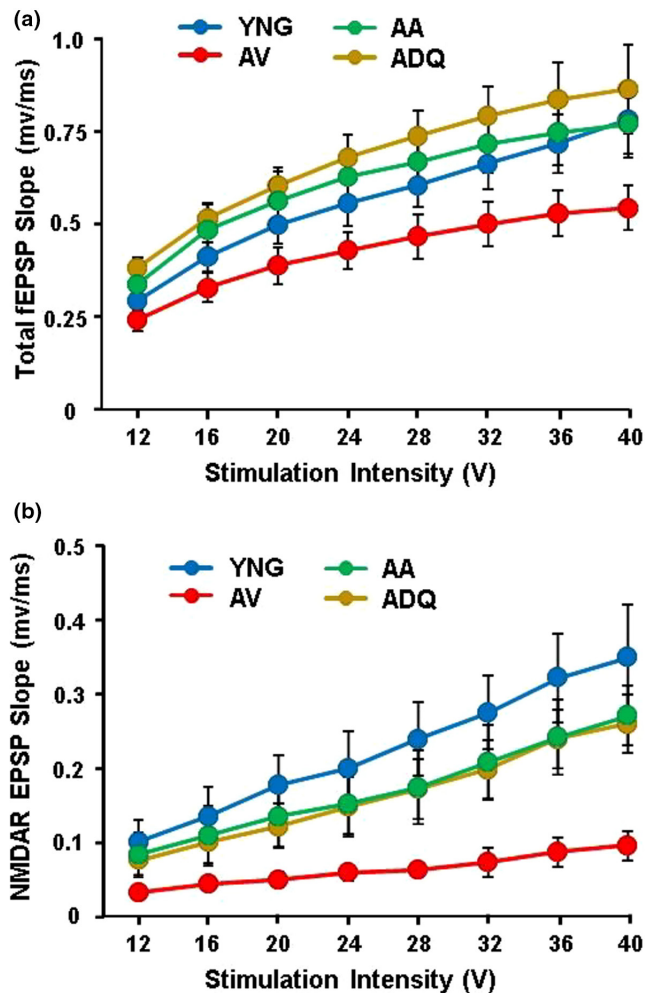 (a)
YNG AA
AV ADQ
Total fEPSP Slope (mv/ms)
1.0
0.75
0.5
0.25
0
12 16 20 24 28 32 36 40
Stimulation Intensity (V)
(b)
YNG AA
AV ADQ
NMDAR EPSP Slope (mv/ms)
0.5
0.4
0.3
0.2
0.1
0
12 16 20 24 28 32 36 40
Stimulation Intensity (V)